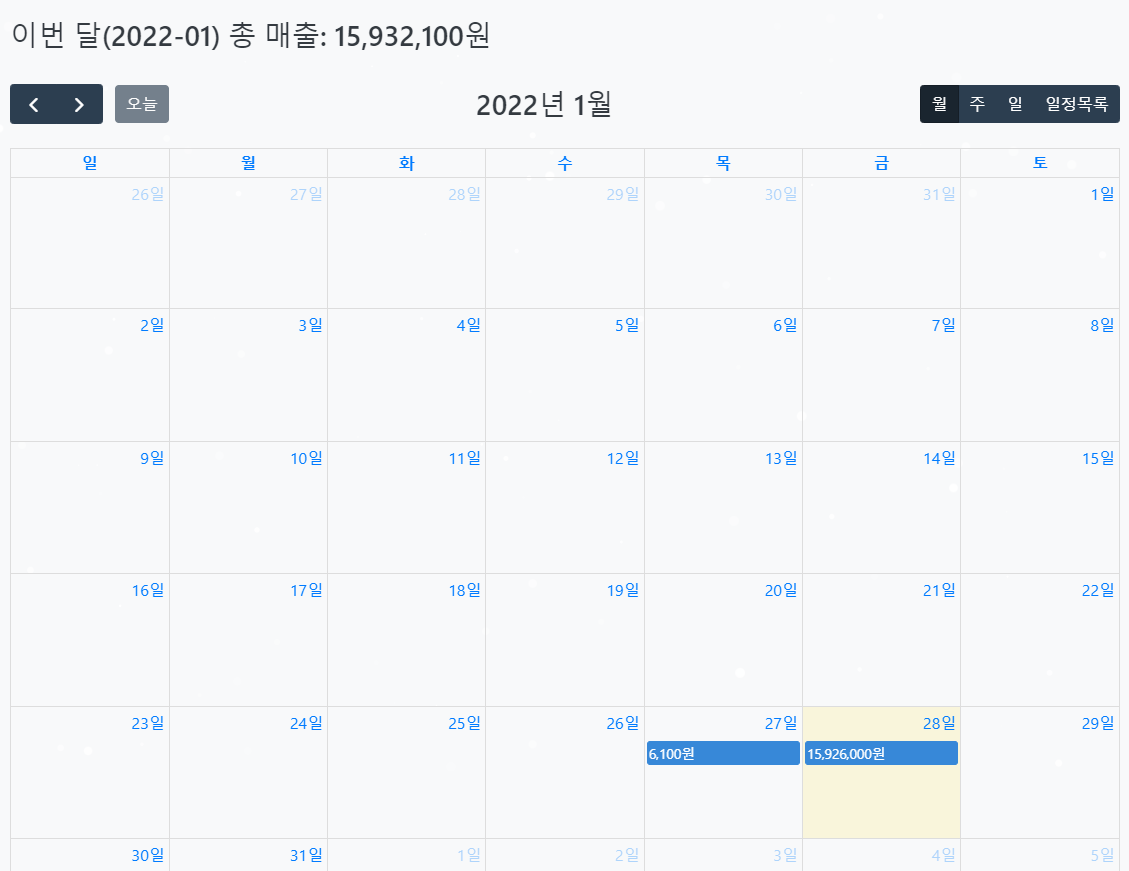 이번 달(2022-01) 총 매출: 15,932,100원
오늘 2022년 1월 월 주 일 일정목록
일 월 화 수 목 금 토
26일 27일 28일 29일 30일 31일 1일
2일 3일 4일 5일 6일 7일 8일
9일 10일 11일 12일 13일 14일 15일
16일 17일 18일 19일 20일 21일 22일
23일 24일 25일 26일 27일 28일 29일
6,100원 15,926,000원
30일 31일 1일 2일 3일 4일 5일